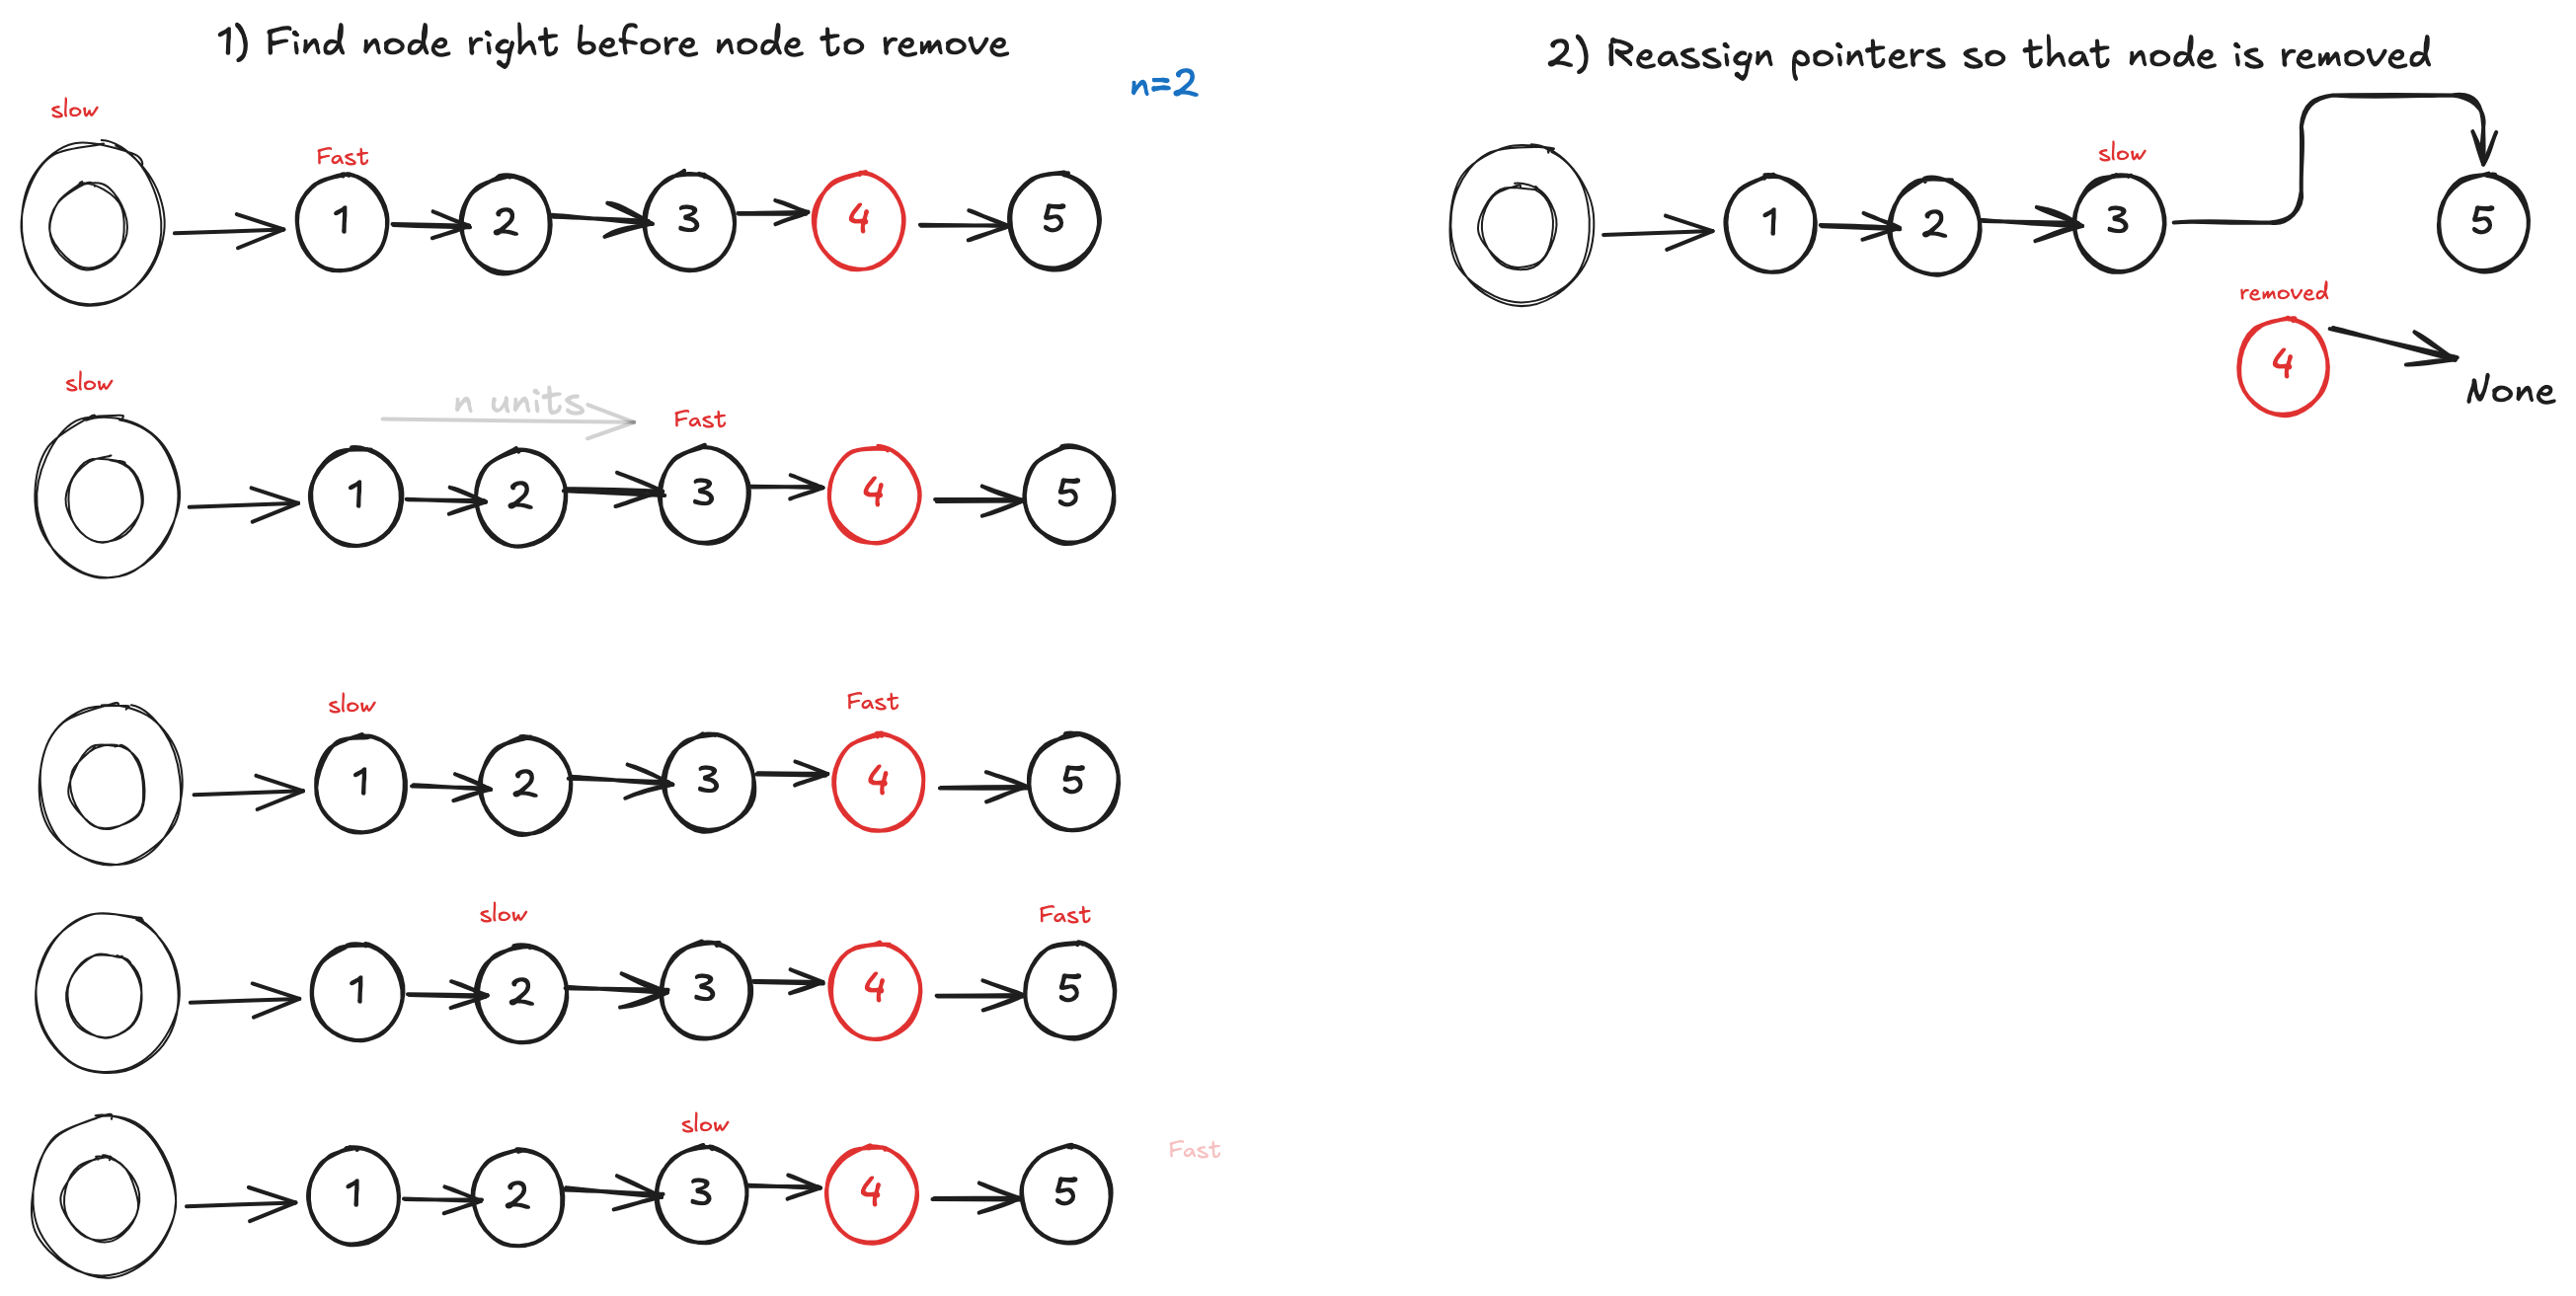 1) Find node right before node to remove
n=2
slow
Fast
1 2 3 4 5
slow
n units
Fast
1 2 3 4 5
slow
Fast
1 2 3 4 5
slow
Fast
1 2 3 4 5
slow
Fast
1 2 3 4 5
2) Reassign pointers so that node is removed
slow
1 2 3 5
removed
4
None